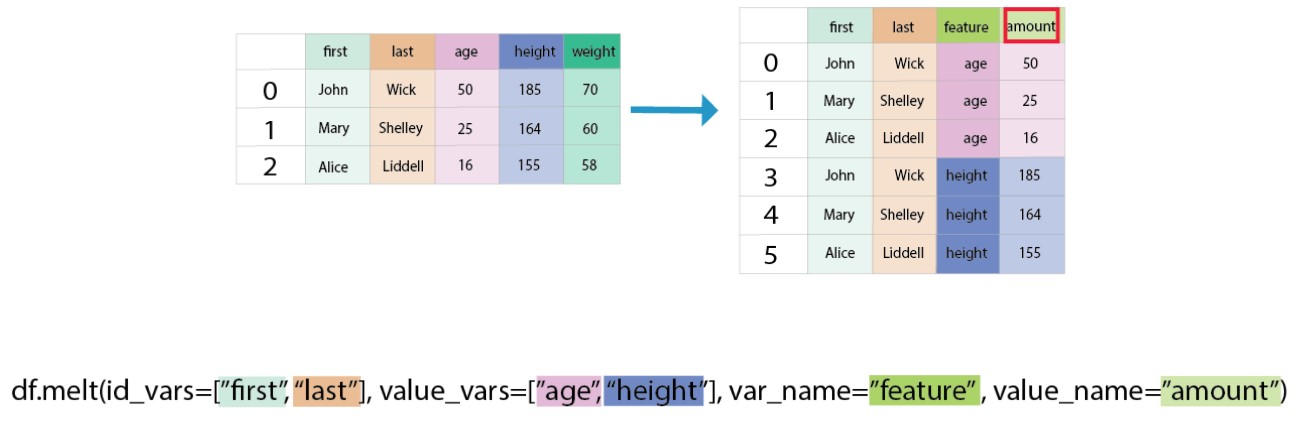 first last age height weight
0 John Wick 50 185 70
1 Mary Shelley 25 164 60
2 Alice Liddell 16 155 58
first last feature amount
0 John Wick age 50
1 Mary Shelley age 25
2 Alice Liddell age 16
3 John Wick height 185
4 Mary Shelley height 164
5 Alice Liddell height 155
df.melt(id_vars=[”first”, “last”], value_vars=[”age”, “height”], var_name=”feature” , value_name=”amount”)